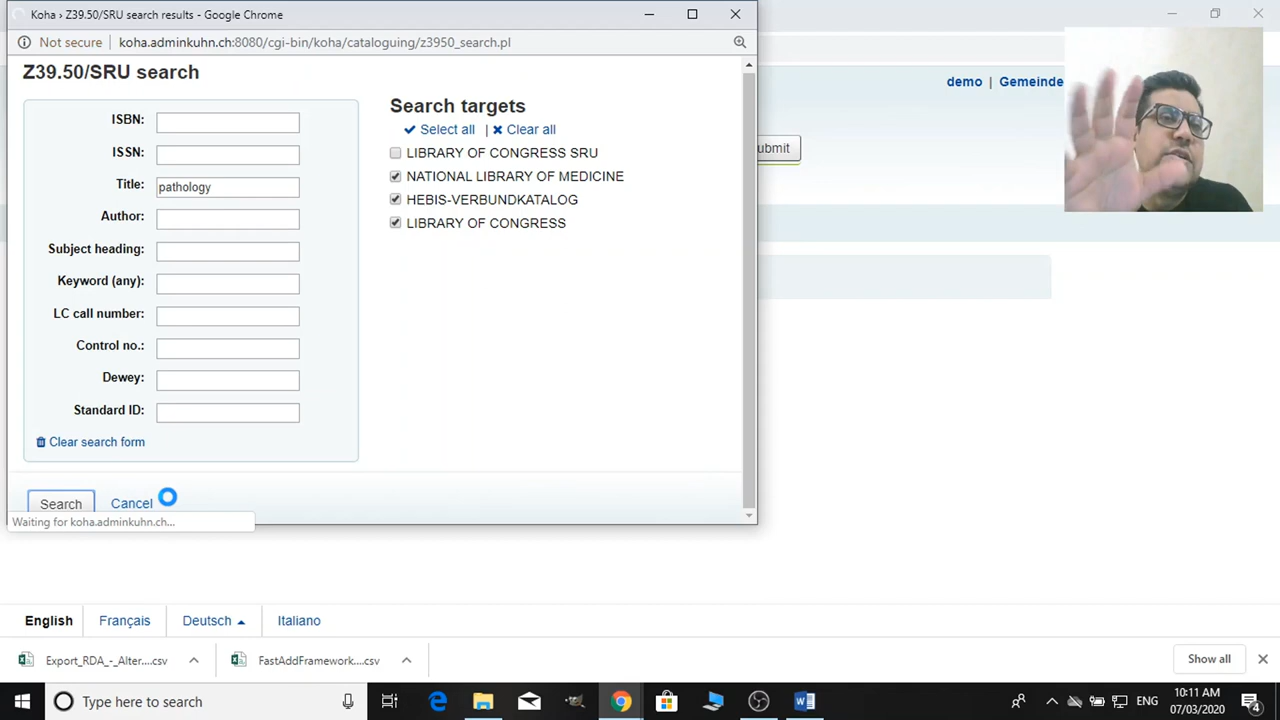 Koha › Z39.50/SRU search results - Google Chrome
Not secure koha.adminkuhn.ch:8080/cgi-bin/koha/cataloguing/z3950_search.pl
Z39.50/SRU search
ISBN:
ISSN:
Title: pathology
Author:
Subject heading:
Keyword (any):
LC call number:
Control no.:
Dewey:
Standard ID:
Clear search form
Search targets
Select all | Clear all
LIBRARY OF CONGRESS SRU
NATIONAL LIBRARY OF MEDICINE
HEBIS-VERBUNDKATALOG
LIBRARY OF CONGRESS
Search Cancel
Waiting for koha.adminkuhn.ch...
demo | Gemeinde
ubmit
English Français Deutsch Italiano
Export_RDA_-_Alter....csv FastAddFramework....csv Show all
Type here to search ENG 10:11 AM
07/03/2020 4